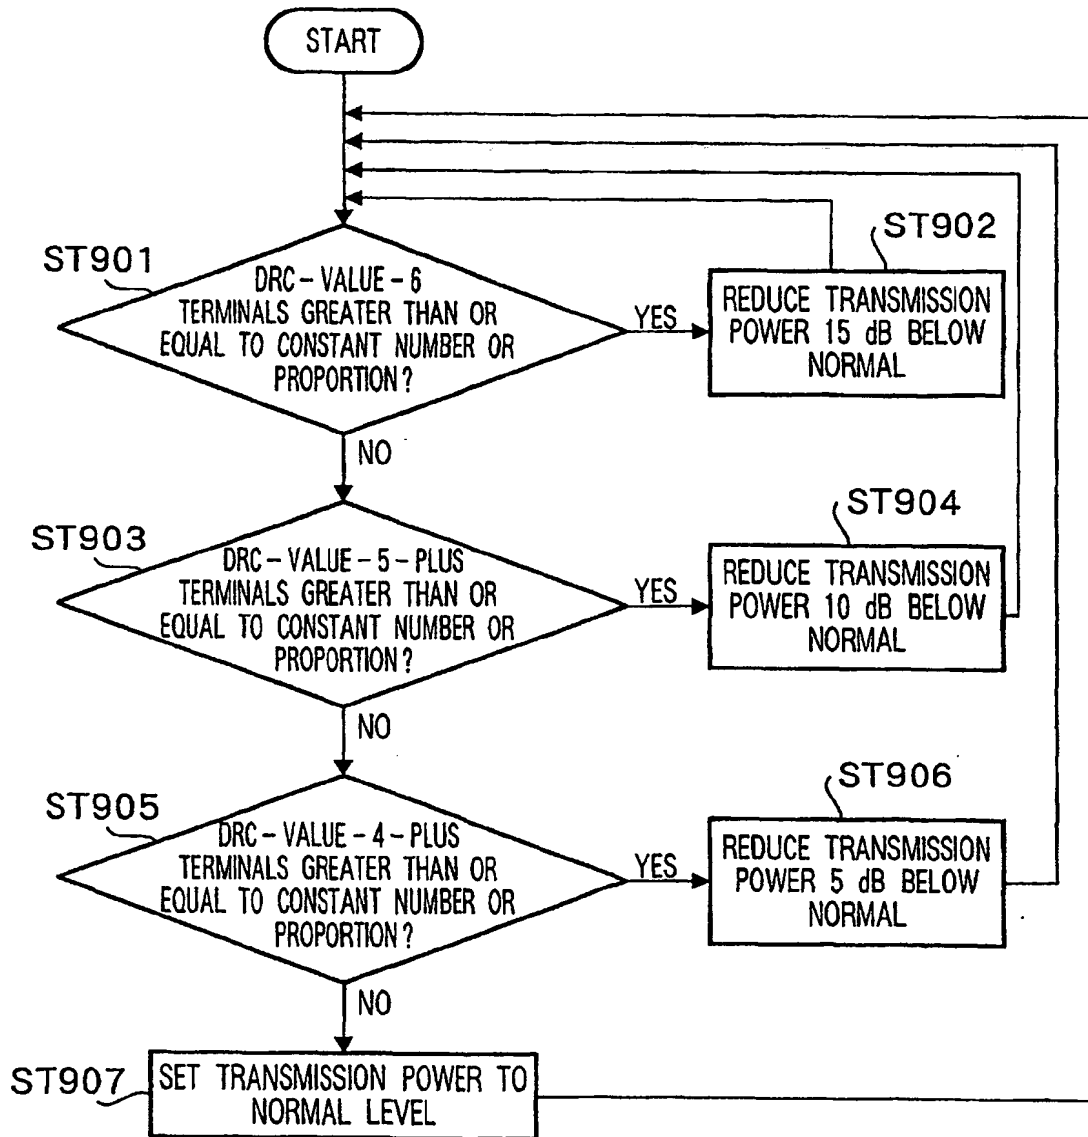 START
ST901
DRC-VALUE-6
TERMINALS GREATER THAN OR
EQUAL TO CONSTANT NUMBER OR
PROPORTION?
YES
ST902
REDUCE TRANSMISSION
POWER 15 dB BELOW
NORMAL
NO
ST903
DRC-VALUE-5-PLUS
TERMINALS GREATER THAN OR
EQUAL TO CONSTANT NUMBER OR
PROPORTION?
YES
ST904
REDUCE TRANSMISSION
POWER 10 dB BELOW
NORMAL
NO
ST905
DRC-VALUE-4-PLUS
TERMINALS GREATER THAN OR
EQUAL TO CONSTANT NUMBER OR
PROPORTION?
YES
ST906
REDUCE TRANSMISSION
POWER 5 dB BELOW
NORMAL
NO
ST907
SET TRANSMISSION POWER TO
NORMAL LEVEL